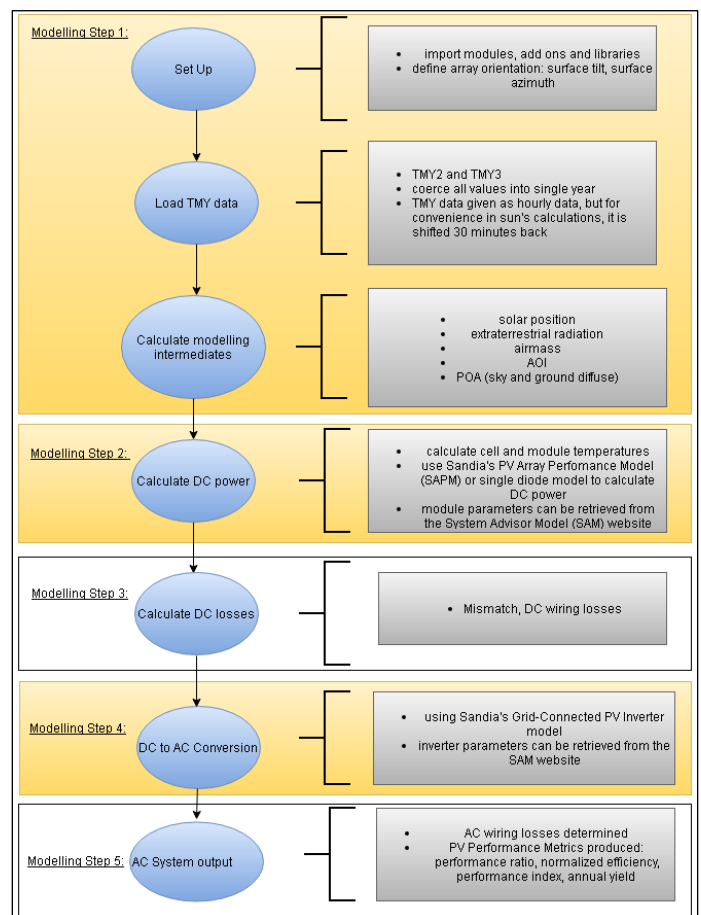 Modelling Step 1:
Set Up
• import modules, add ons and libraries
• define array orientation: surface tilt, surface
azimuth
Load TMY data
• TMY2 and TMY3
• coerce all values into single year
• TMY data given as hourly data, but for
convenience in sun's calculations, it is
shifted 30 minutes back
Calculate modelling
intermediates
• solar position
• extraterrestrial radiation
• airmass
• AOI
• POA (sky and ground diffuse)
Modelling Step 2:
Calculate DC power
• calculate cell and module temperatures
• use Sandia's PV Array Perfomance Model
(SAPM) or single diode model to calculate
DC power
• module parameters can be retrieved from
the System Advisor Model (SAM) website
Modelling Step 3:
Calculate DC losses
• Mismatch, DC wiring losses
Modelling Step 4:
DC to AC Conversion
• using Sandia's Grid-Connected PV Inverter
model
• inverter parameters can be retrieved from the
SAM website
Modelling Step 5:
AC System output
• AC wiring losses determined
• PV Performance Metrics produced:
performance ratio, normalized efficiency,
performance index, annual yield